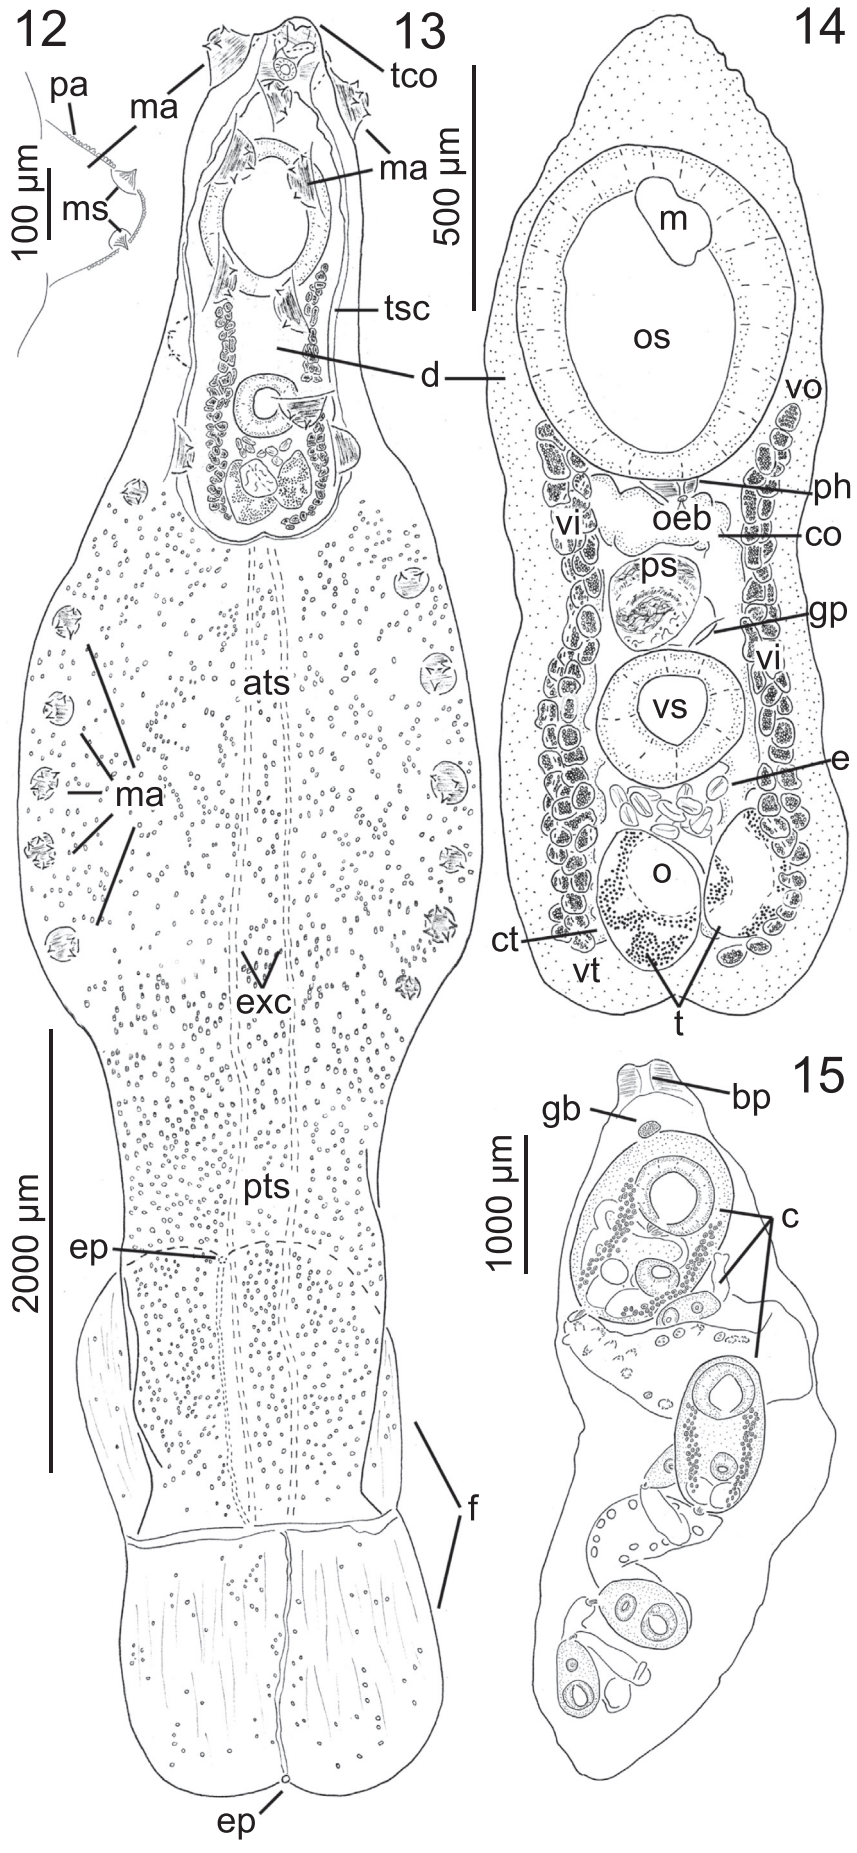 12
13
14
pa
ma
tco
100 µm
ms
ma
500 µm
m
tsc
os
d
vo
ph
vi
oeb
co
ps
gp
ats
vi
vs
ma
e
o
ct
vt
exc
t
15
bp
gb
pts
1000 µm
c
2000 µm
ep
f
ep